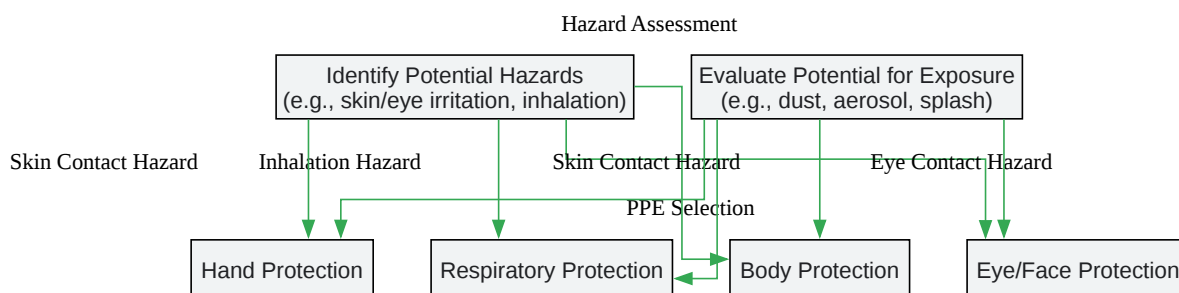 Hazard Assessment
Identify Potential Hazards
(e.g., skin/eye irritation, inhalation)
Evaluate Potential for Exposure
(e.g., dust, aerosol, splash)
Skin Contact Hazard
Inhalation Hazard
Skin Contact Hazard
Eye Contact Hazard
PPE Selection
Hand Protection
Respiratory Protection
Body Protection
Eye/Face Protection